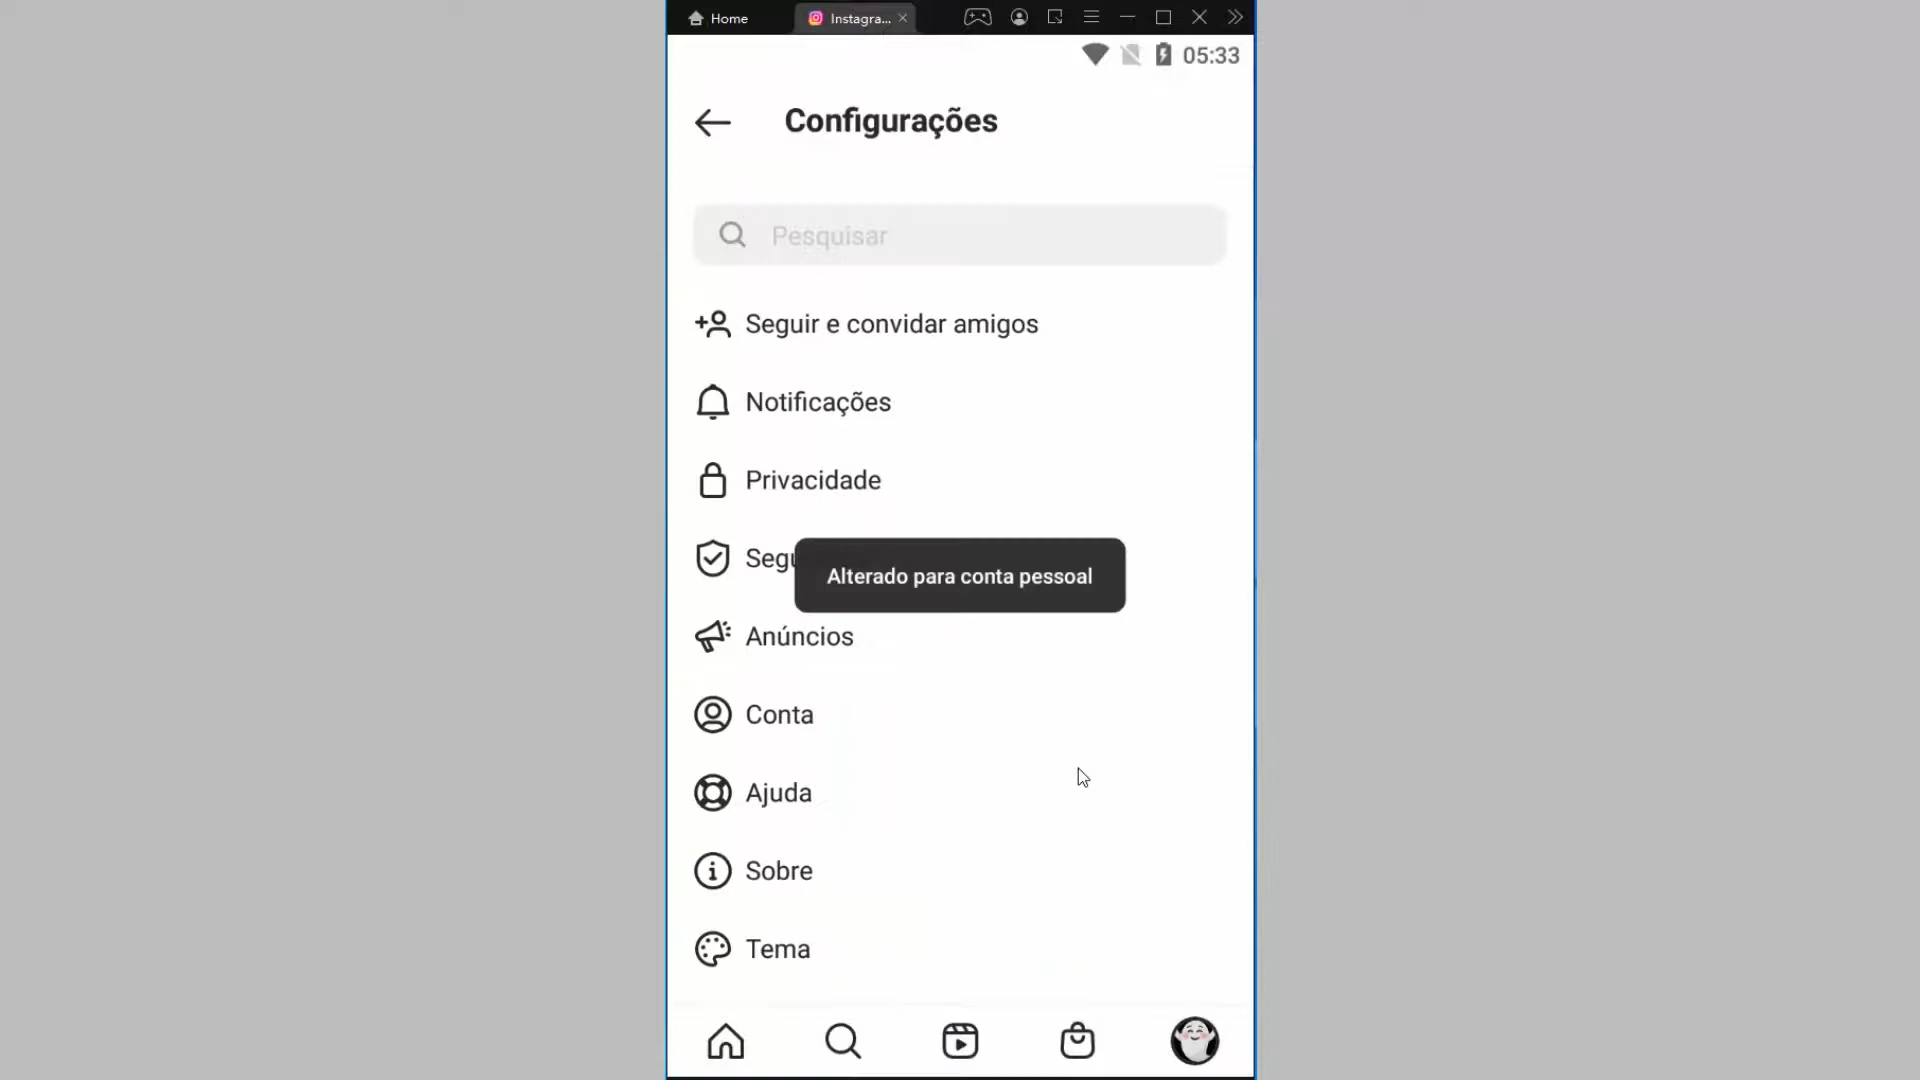 Home
Instagra...
05:33
Configurações
Pesquisar
Seguir e convidar amigos
Notificações
Privacidade
Segu
Alterado para conta pessoal
Anúncios
Conta
Ajuda
Sobre
Tema